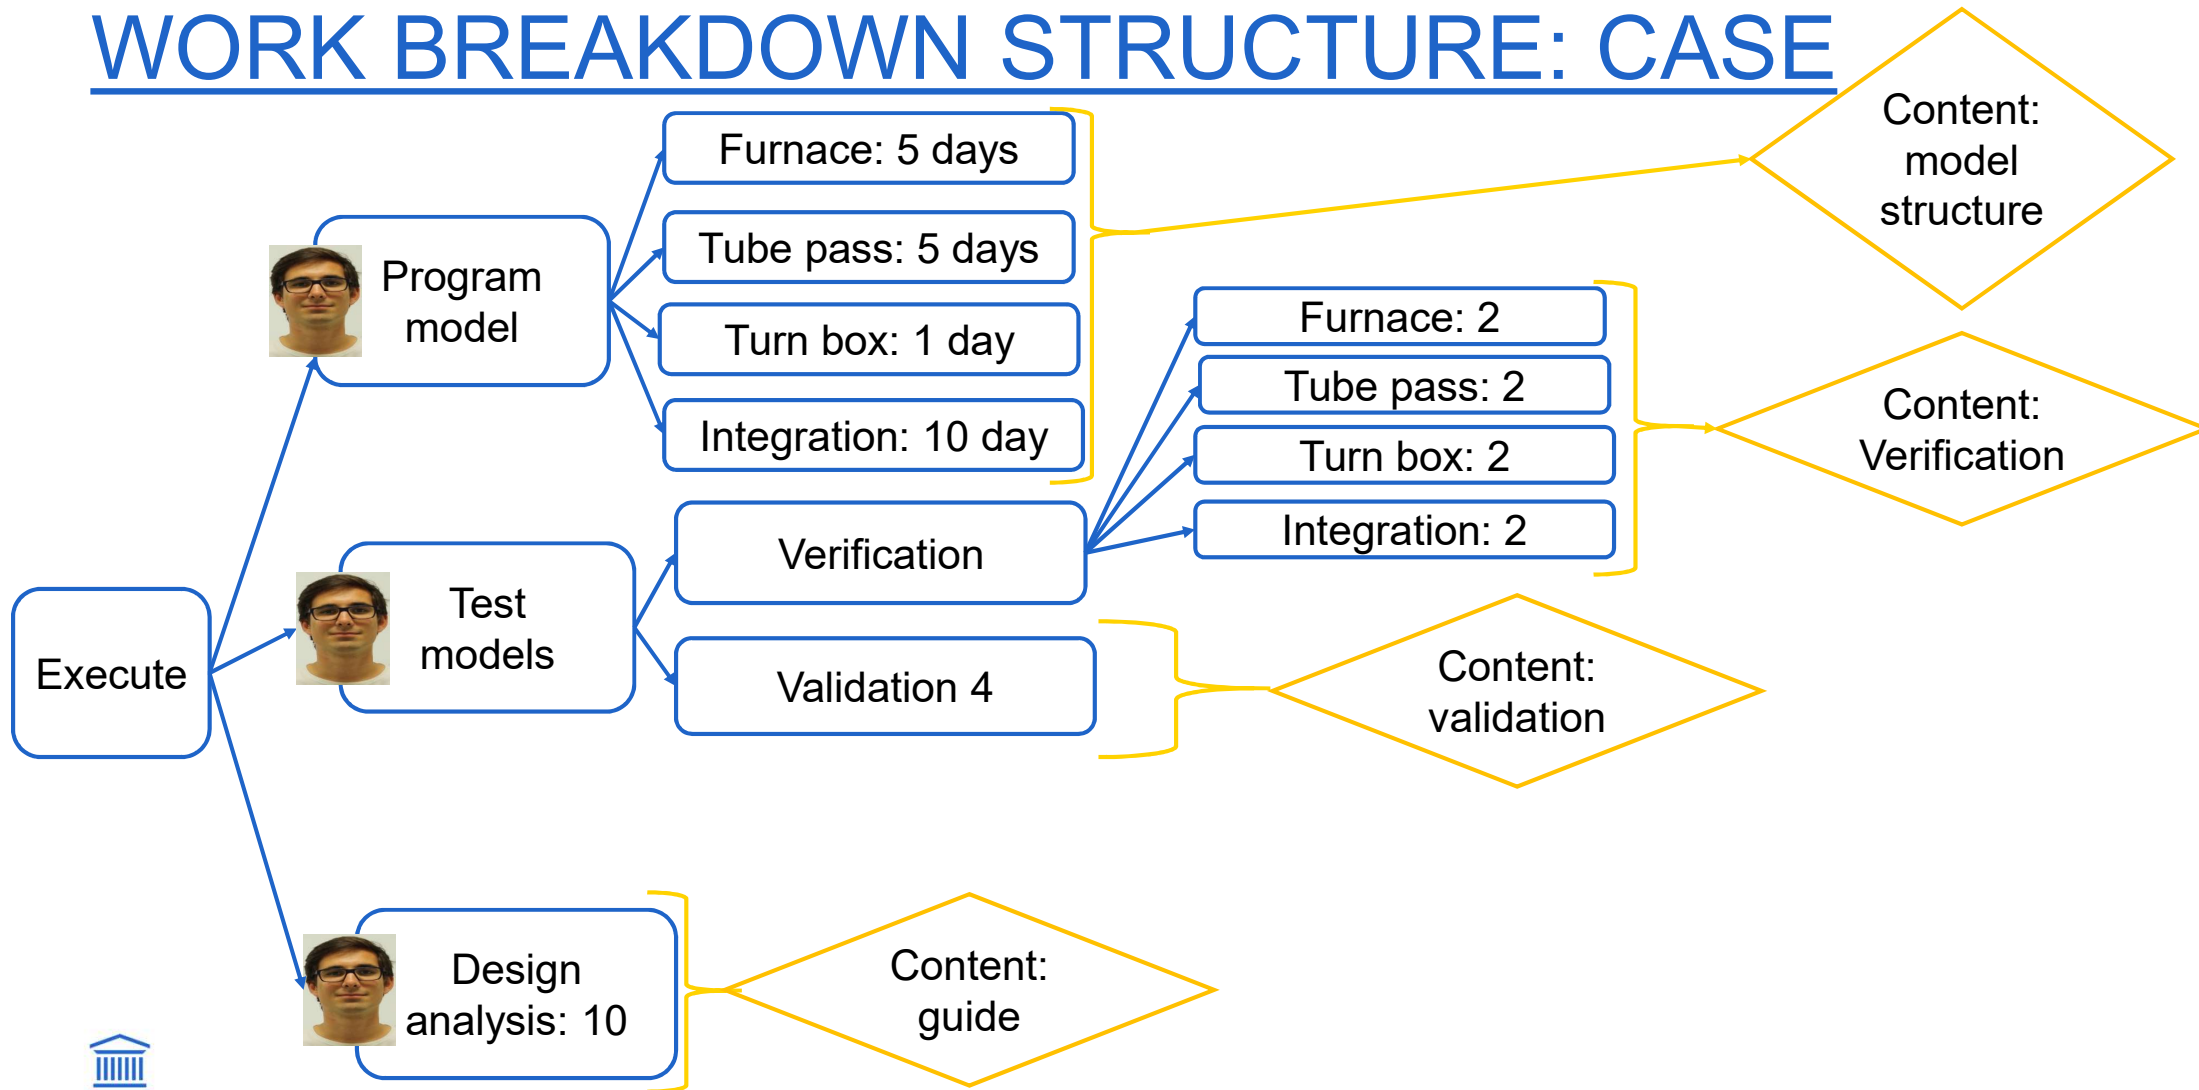 WORK BREAKDOWN STRUCTURE: CASE
Furnace: 5 days
Tube pass: 5 days
Turn box: 1 day
Integration: 10 day
Program
model
Content:
model
structure
Furnace: 2
Tube pass: 2
Turn box: 2
Integration: 2
Content:
Verification
Execute
Test
models
Verification
Validation 4
Content:
validation
Design
analysis: 10
Content:
guide